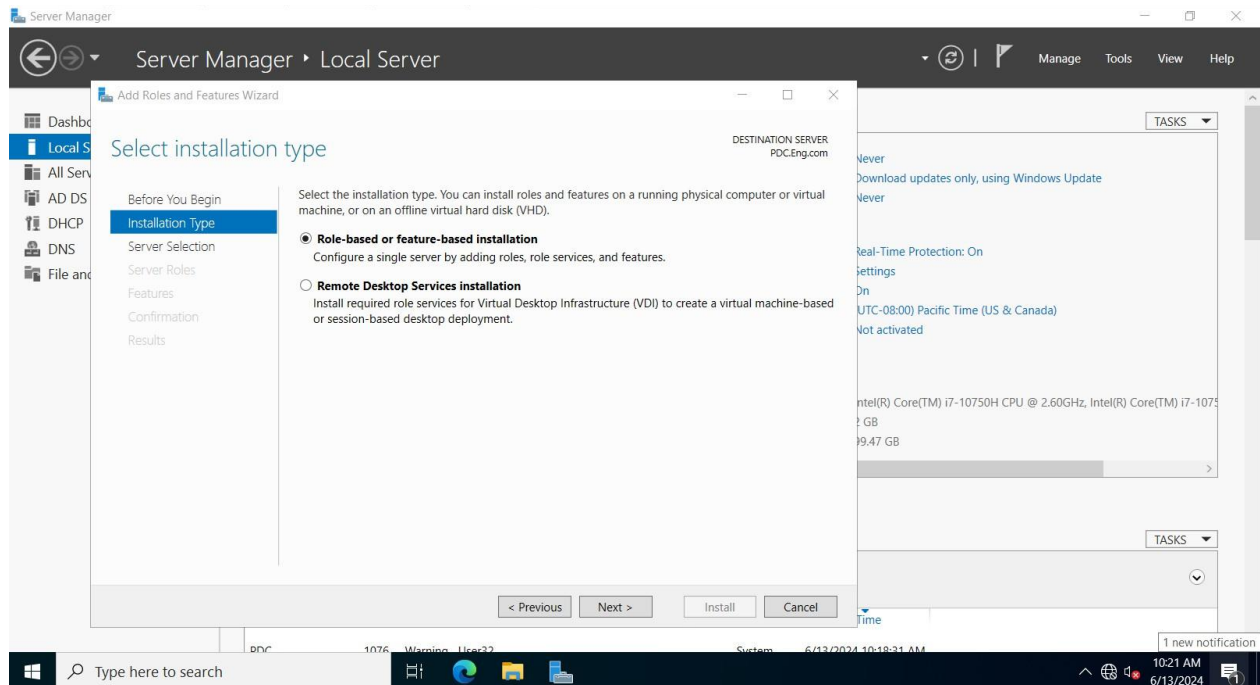 Server Manager
Server Manager • Local Server
Manage Tools View Help
Add Roles and Features Wizard
Select installation type
DESTINATION SERVER
PDC.Eng.com
Before You Begin
Installation Type
Server Selection
Server Roles
Features
Confirmation
Results
Select the installation type. You can install roles and features on a running physical computer or virtual
machine, or on an offline virtual hard disk (VHD).
Role-based or feature-based installation
Configure a single server by adding roles, role services, and features.
Remote Desktop Services installation
Install required role services for Virtual Desktop Infrastructure (VDI) to create a virtual machine-based
or session-based desktop deployment.
< Previous Next > Install Cancel
Dashbo
Local S
All Serv
AD DS
DHCP
DNS
File and
TASKS
Never
Download updates only, using Windows Update
Never
Real-Time Protection: On
Settings
On
UTC-08:00) Pacific Time (US & Canada)
Not activated
ntel(R) Core(TM) i7-10750H CPU @ 2.60GHz, Intel(R) Core(TM) i7-1075
2 GB
99.47 GB
TASKS
Time
PDC 1076 Warning User32 System 6/13/2024 10:18:31 AM
1 new notification
Type here to search
10:21 AM
6/13/2024
1